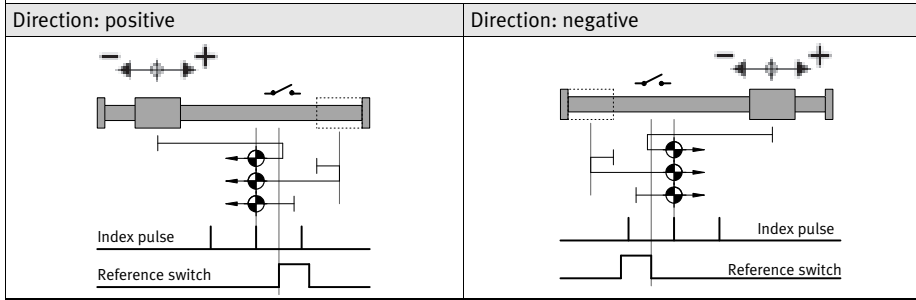 Direction: positive
Direction: negative
− +
− +
Index pulse
Reference switch
Index pulse
Reference switch